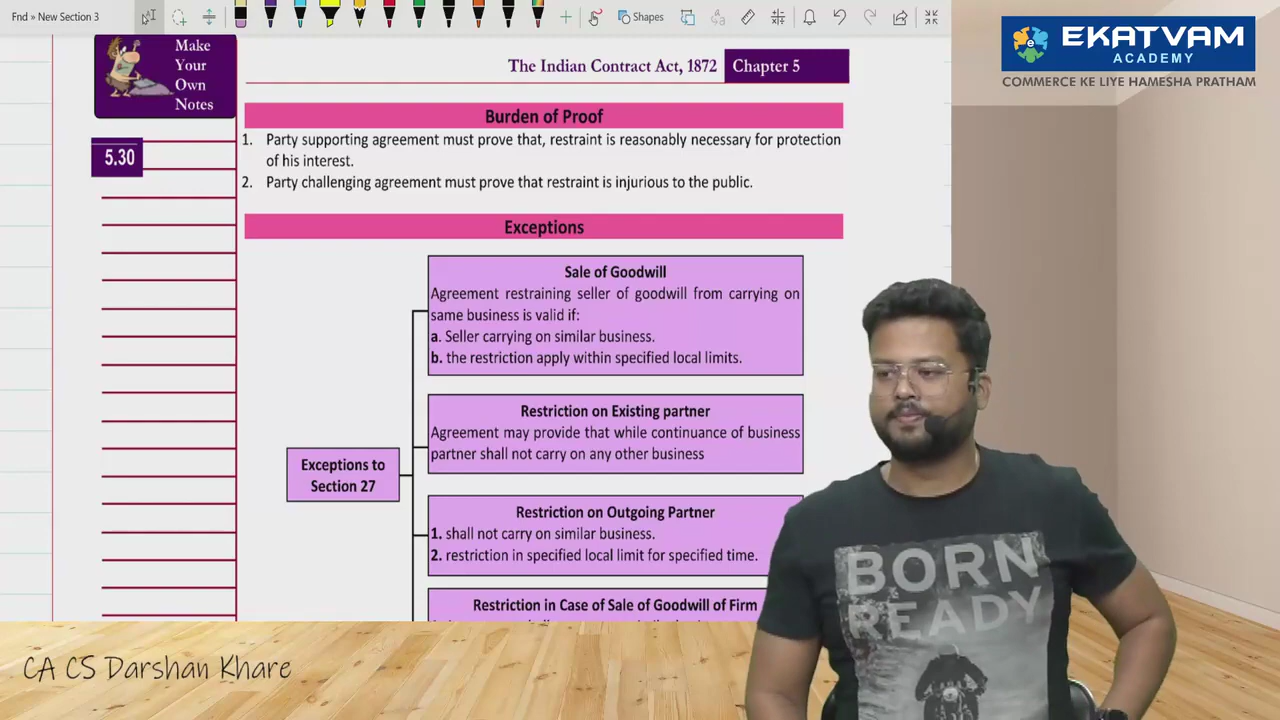 Fnd » New Section 3
Shapes
EKATVAM
ACADEMY
COMMERCE KE LIYE HAMESHA PRATHAM
Make
Your
Own
Notes
The Indian Contract Act, 1872 Chapter 5
5.30
Burden of Proof
1. Party supporting agreement must prove that, restraint is reasonably necessary for protection
of his interest.
2. Party challenging agreement must prove that restraint is injurious to the public.
Exceptions
Sale of Goodwill
Agreement restraining seller of goodwill from carrying on
same business is valid if:
a. Seller carrying on similar business.
b. the restriction apply within specified local limits.
Restriction on Existing partner
Agreement may provide that while continuance of business
partner shall not carry on any other business
Exceptions to
Section 27
Restriction on Outgoing Partner
1. shall not carry on similar business.
2. restriction in specified local limit for specified time.
Restriction in Case of Sale of Goodwill of Firm
BORN
READY
CA CS Darshan Khare